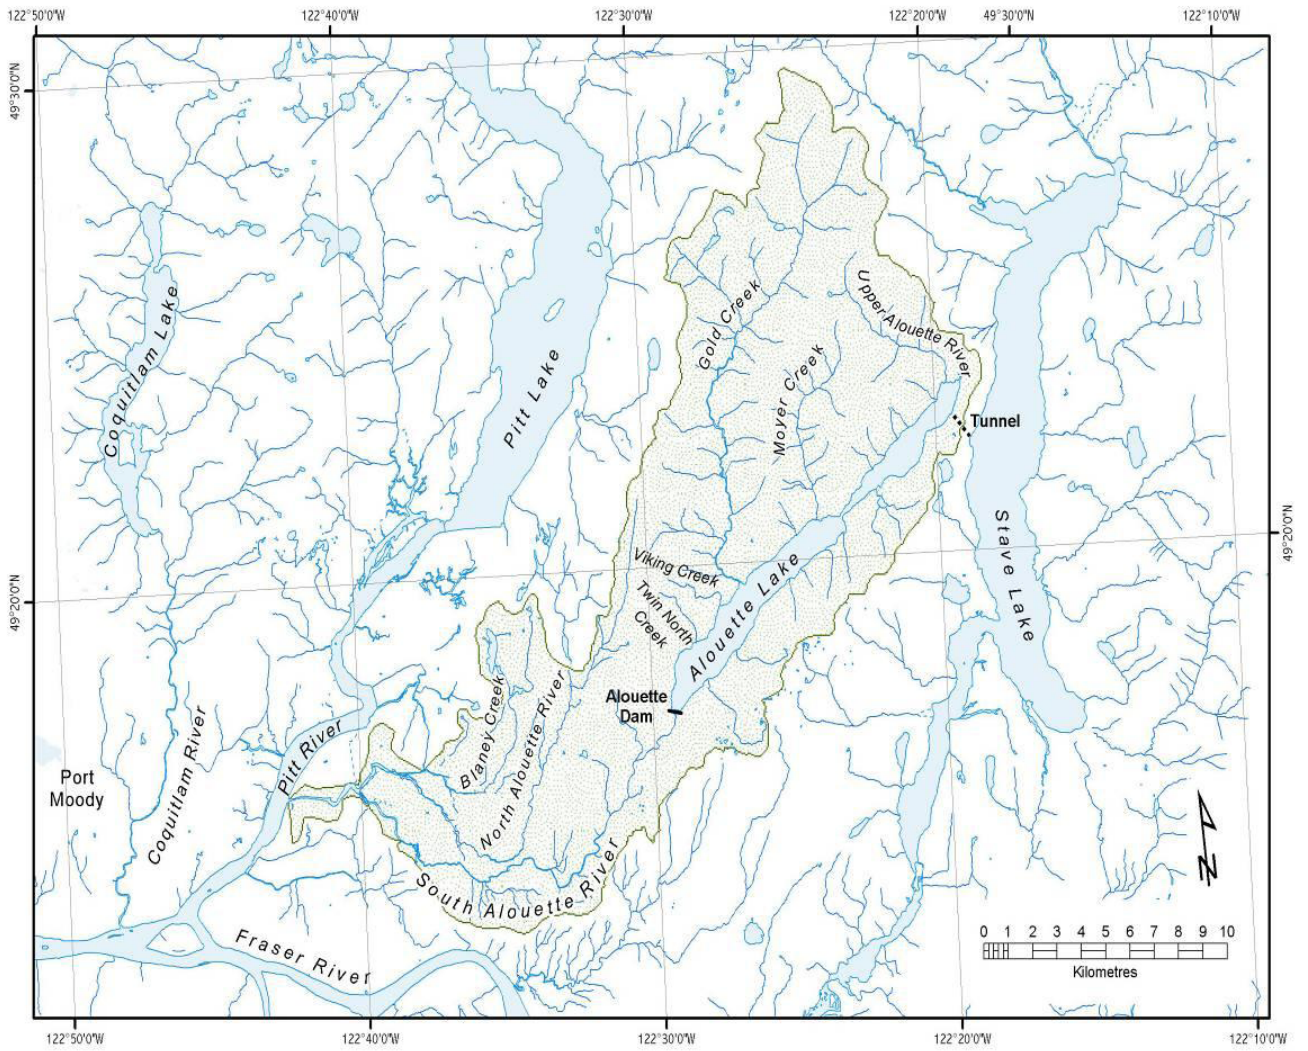 122°50'0"W
122°40'0"W
122°30'0"W
122°20'0"W
49°30'0"N
122°10'0"W
49°30'0"N
Coquitlam Lake
Pitt Lake
Gold Creek
Moyer Creek
Upper Alouette River
Tunnel
Stave Lake
49°20'0"N
49°20'0"N
Viking Creek
Twin North
Creek
Alouette Lake
Alouette
Dam
Blaney Creek
North Alouette River
Pitt River
Coquitlam River
Port
Moody
South Alouette River
Fraser River
N
0 1 2 3 4 5 6 7 8 9 10
Kilometres
122°50'0"W
122°40'0"W
122°30'0"W
122°20'0"W
122°10'0"W